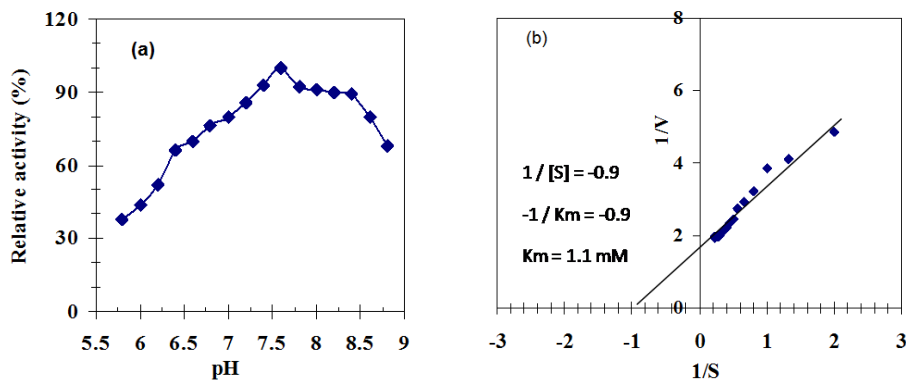 (a)
Relative activity (%)
120
90
60
30
0
5.5 6 6.5 7 7.5 8 8.5 9
pH
(b)
1/V
8
6
4
2
0
1 / [S] = -0.9
-1 / Km = -0.9
Km = 1.1 mM
-3 -2 -1 0 1 2 3
1/S